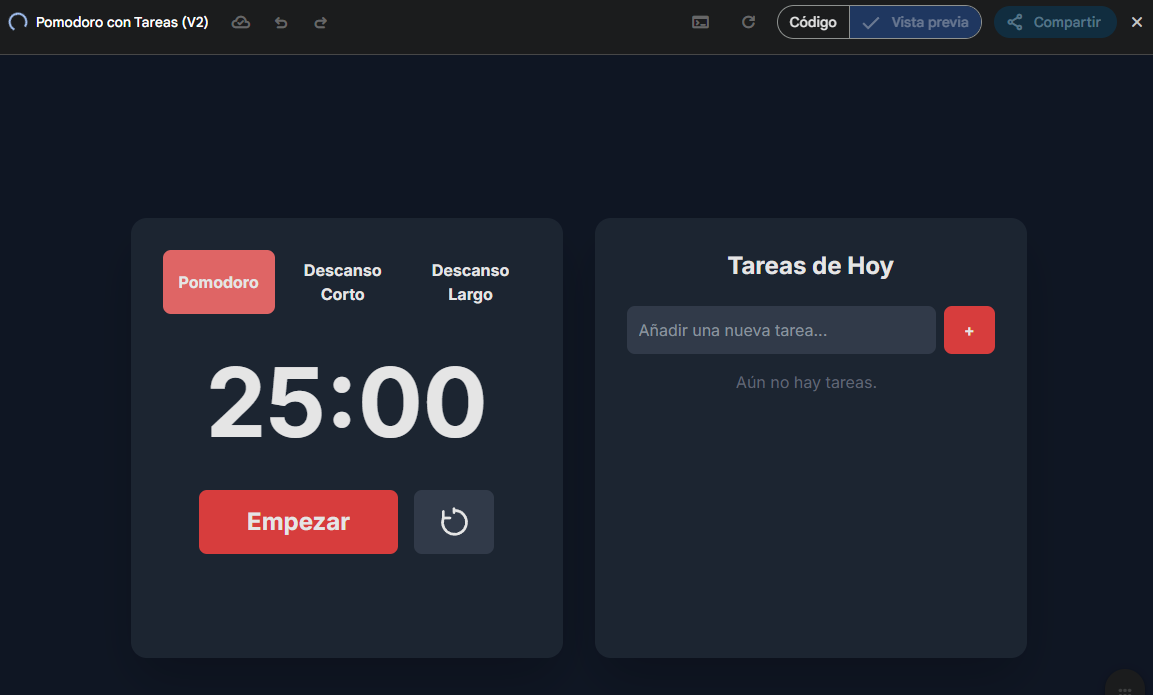 Pomodoro con Tareas (V2)
Código
Vista previa
Compartir
Pomodoro
Descanso
Corto
Descanso
Largo
25:00
Empezar
Tareas de Hoy
Añadir una nueva tarea...
+
Aún no hay tareas.